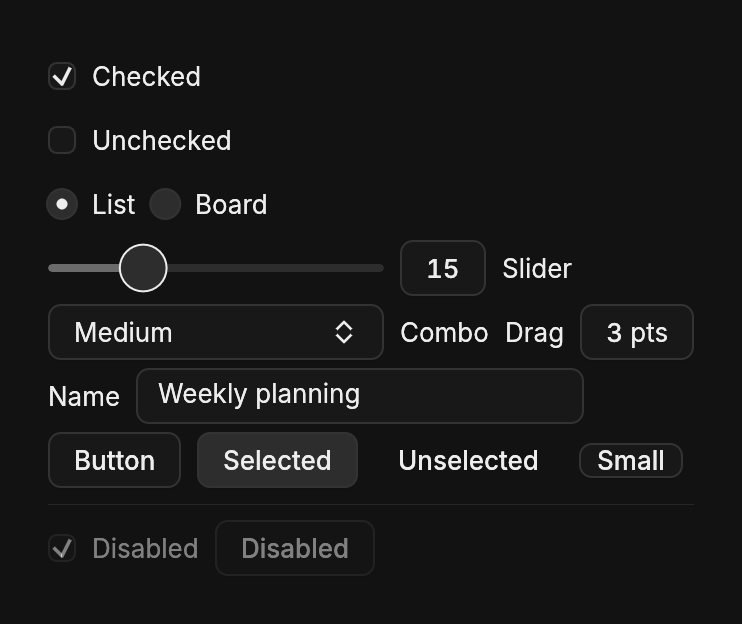 Checked
Unchecked
List Board
15 Slider
Medium Combo Drag 3 pts
Name Weekly planning
Button Selected Unselected Small
Disabled Disabled